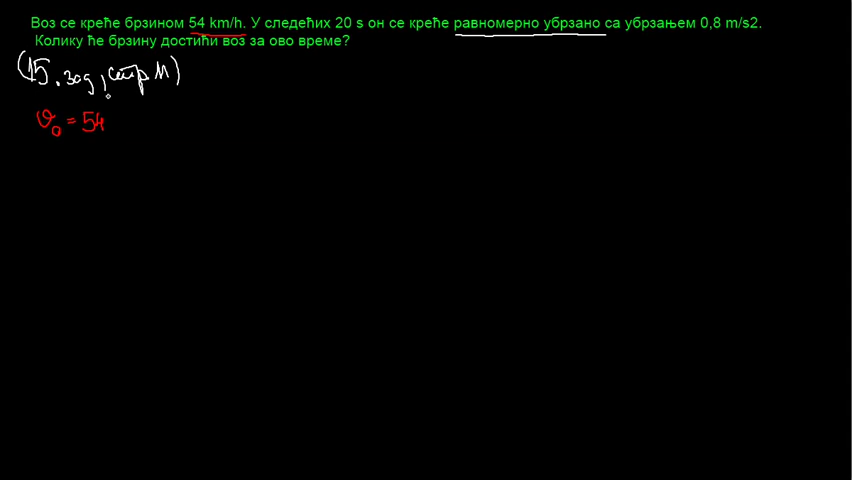 Воз се креће брзином 54 km/h. У следећих 20 s он се креће равномерно убрзано са убрзањем 0,8 m/s2.
Колику ће брзину достићи воз за ово време?
(15. зад, стр 11)
v₀ = 54